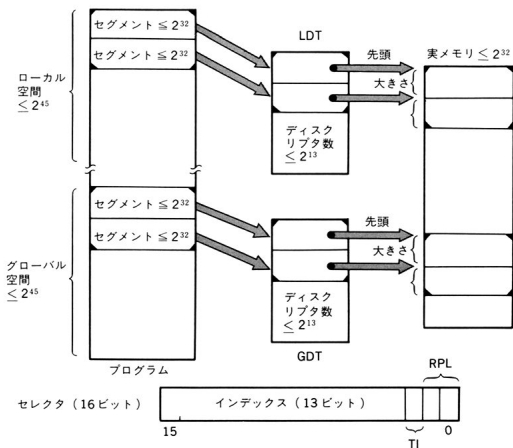 セグメント≦2³²
セグメント≦2³²
ローカル
空間
≦2⁴⁵
LDT
先頭
大きさ
実メモリ≦2³²
ディスク
リプタ数
≦2¹³
セグメント≦2³²
セグメント≦2³²
グローバル
空間
≦2⁴⁵
先頭
大きさ
ディスク
リプタ数
≦2¹³
GDT
プログラム
RPL
セレクタ(16ビット)
インデックス(13ビット)
15
TI
0